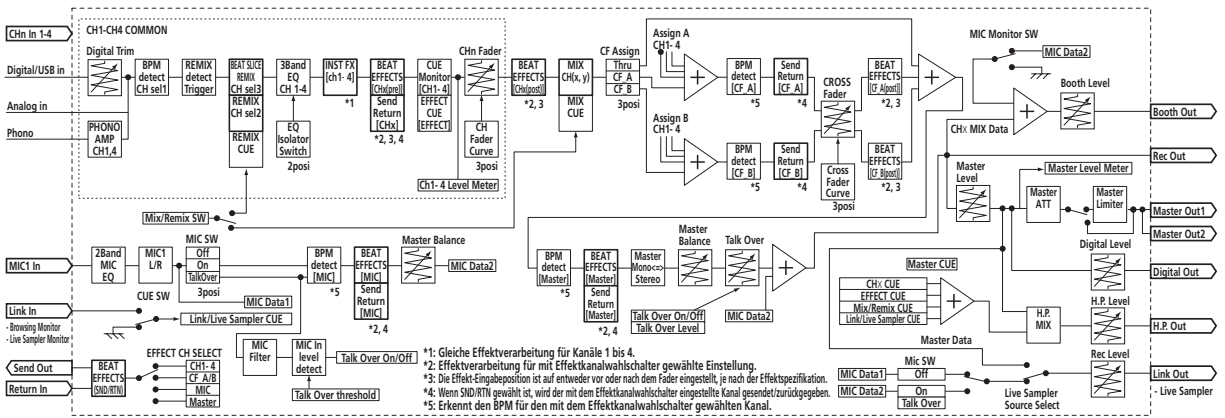 CHn In 1-4
CH1-CH4 COMMON
Digital Trim
Digital/USB in
Analog in
Phono
PHONO
AMP
CH1,4
BPM
detect
CH sel1
REMIX
detect
Trigger
BEAT SLICE
REMIX
CH sel3
REMIX
CH sel2
REMIX
CUE
3Band
EQ
CH 1-4
EQ
Isolator
Switch
2posi
INST FX
[ch1- 4]
*1
BEAT
EFFECTS
[CHx(pre)]
Send
Return
[CHx]
*2, 3, 4
CUE
Monitor
[CH1- 4]
EFFECT
CUE
[EFFECT]
CHn Fader
CH
Fader
Curve
3posi
Ch1- 4 Level Meter
BEAT
EFFECTS
[CHx(post)]
*2, 3
MIX
CH(x, y)
MIX
CUE
CF Assign
Thru
CF_A
CF_B
3posi
Assign A
CH1- 4
Assign B
CH1- 4
BPM
detect
[CF_A]
*5
Send
Return
[CF_A]
*4
BPM
detect
[CF_B]
*5
Send
Return
[CF_B]
*4
CROSS
Fader
Cross
Fader
Curve
3posi
BEAT
EFFECTS
[CF_A(post)]
*2, 3
BEAT
EFFECTS
[CF_B(post)]
*2, 3
MIC Monitor SW
MIC Data2
Booth Level
Booth Out
CHX MIX Data
Rec Out
Master
Level
Master Level Meter
Master
ATT
Master
Limiter
Master Out1
Master Out2
Digital Level
Digital Out
Mix/Remix SW
MIC1 In
2Band
MIC
EQ
MIC1
L/R
MIC SW
Off
On
TalkOver
3posi
BPM
detect
[MIC]
*5
BEAT
EFFECTS
[MIC]
Send
Return
[MIC]
*2, 4
Master Balance
MIC Data2
MIC Data1
CUE SW
Link In
- Browsing Monitor
- Live Sampler Monitor
Link/Live Sampler CUE
MIC
Filter
MIC In
level
detect
Talk Over On/Off
Talk Over threshold
Send Out
Return In
BEAT
EFFECTS
(SND/RTN)
EFFECT CH SELECT
CH1- 4
CF_A/B
MIC
Master
BPM
detect
[Master]
*5
BEAT
EFFECTS
[Master]
Send
Return
[Master]
*2, 4
Master
Mono<=>
Stereo
Master
Balance
Talk Over
Talk Over On/Off
Talk Over Level
MIC Data2
Master CUE
CHX CUE
EFFECT CUE
Mix/Remix CUE
Link/Live Sampler CUE
H.P.
MIX
H.P. Level
H.P. Out
Master Data
Mic SW
MIC Data1
Off
MIC Data2
On
Talk Over
Live Sampler
Source Select
Rec Level
Link Out
- Live Sampler
*1: Gleiche Effektverarbeitung für Kanäle 1 bis 4.
*2: Effektverarbeitung für mit Effektkanalwahlschalter gewählte Einstellung.
*3: Die Effekt-Eingabeposition ist auf entweder vor oder nach dem Fader eingestellt, je nach der Effektspezifikation.
*4: Wenn SND/RTN gewählt ist, wird der mit dem Effektkanalwahlschalter eingestellte Kanal gesendet/zurückgegeben.
*5: Erkennt den BPM für den mit dem Effektkanalwahlschalter gewählten Kanal.